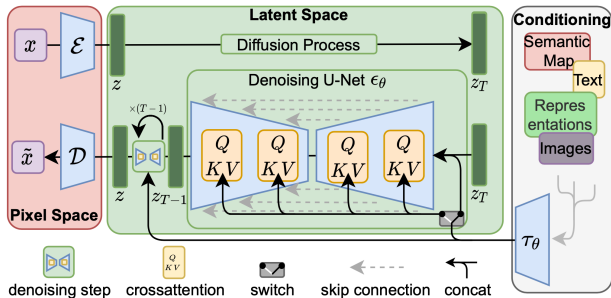 Latent Space
Conditioning
x
ℰ
Diffusion Process
z
z_T
Semantic
Map
Text
Repres
entations
Images
Denoising U-Net ϵ_θ
×(T−1)
Q
KV
Q
KV
Q
KV
Q
KV
x̃
𝒟
z
z_{T−1}
z_T
Pixel Space
τ_θ
Q
KV
denoising step
crossattention
switch
skip connection
concat